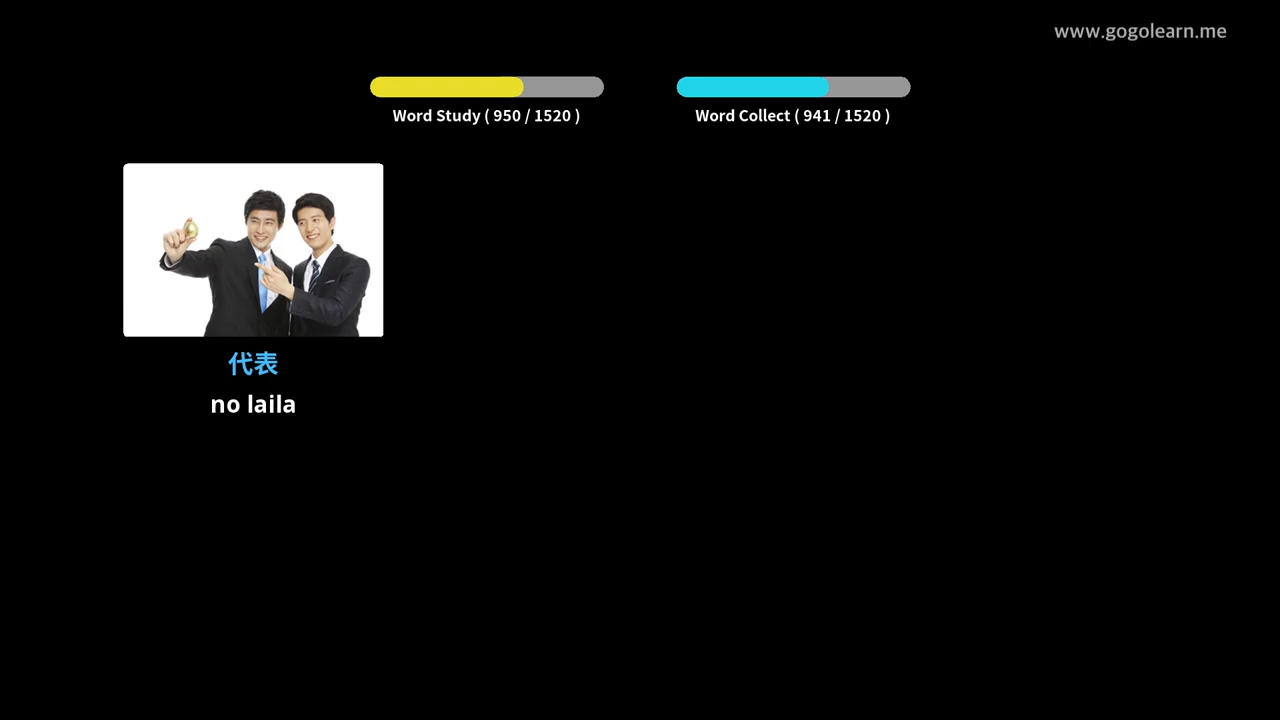 www.gogolearn.me
Word Study ( 950 / 1520 )
Word Collect ( 941 / 1520 )
代表
no laila